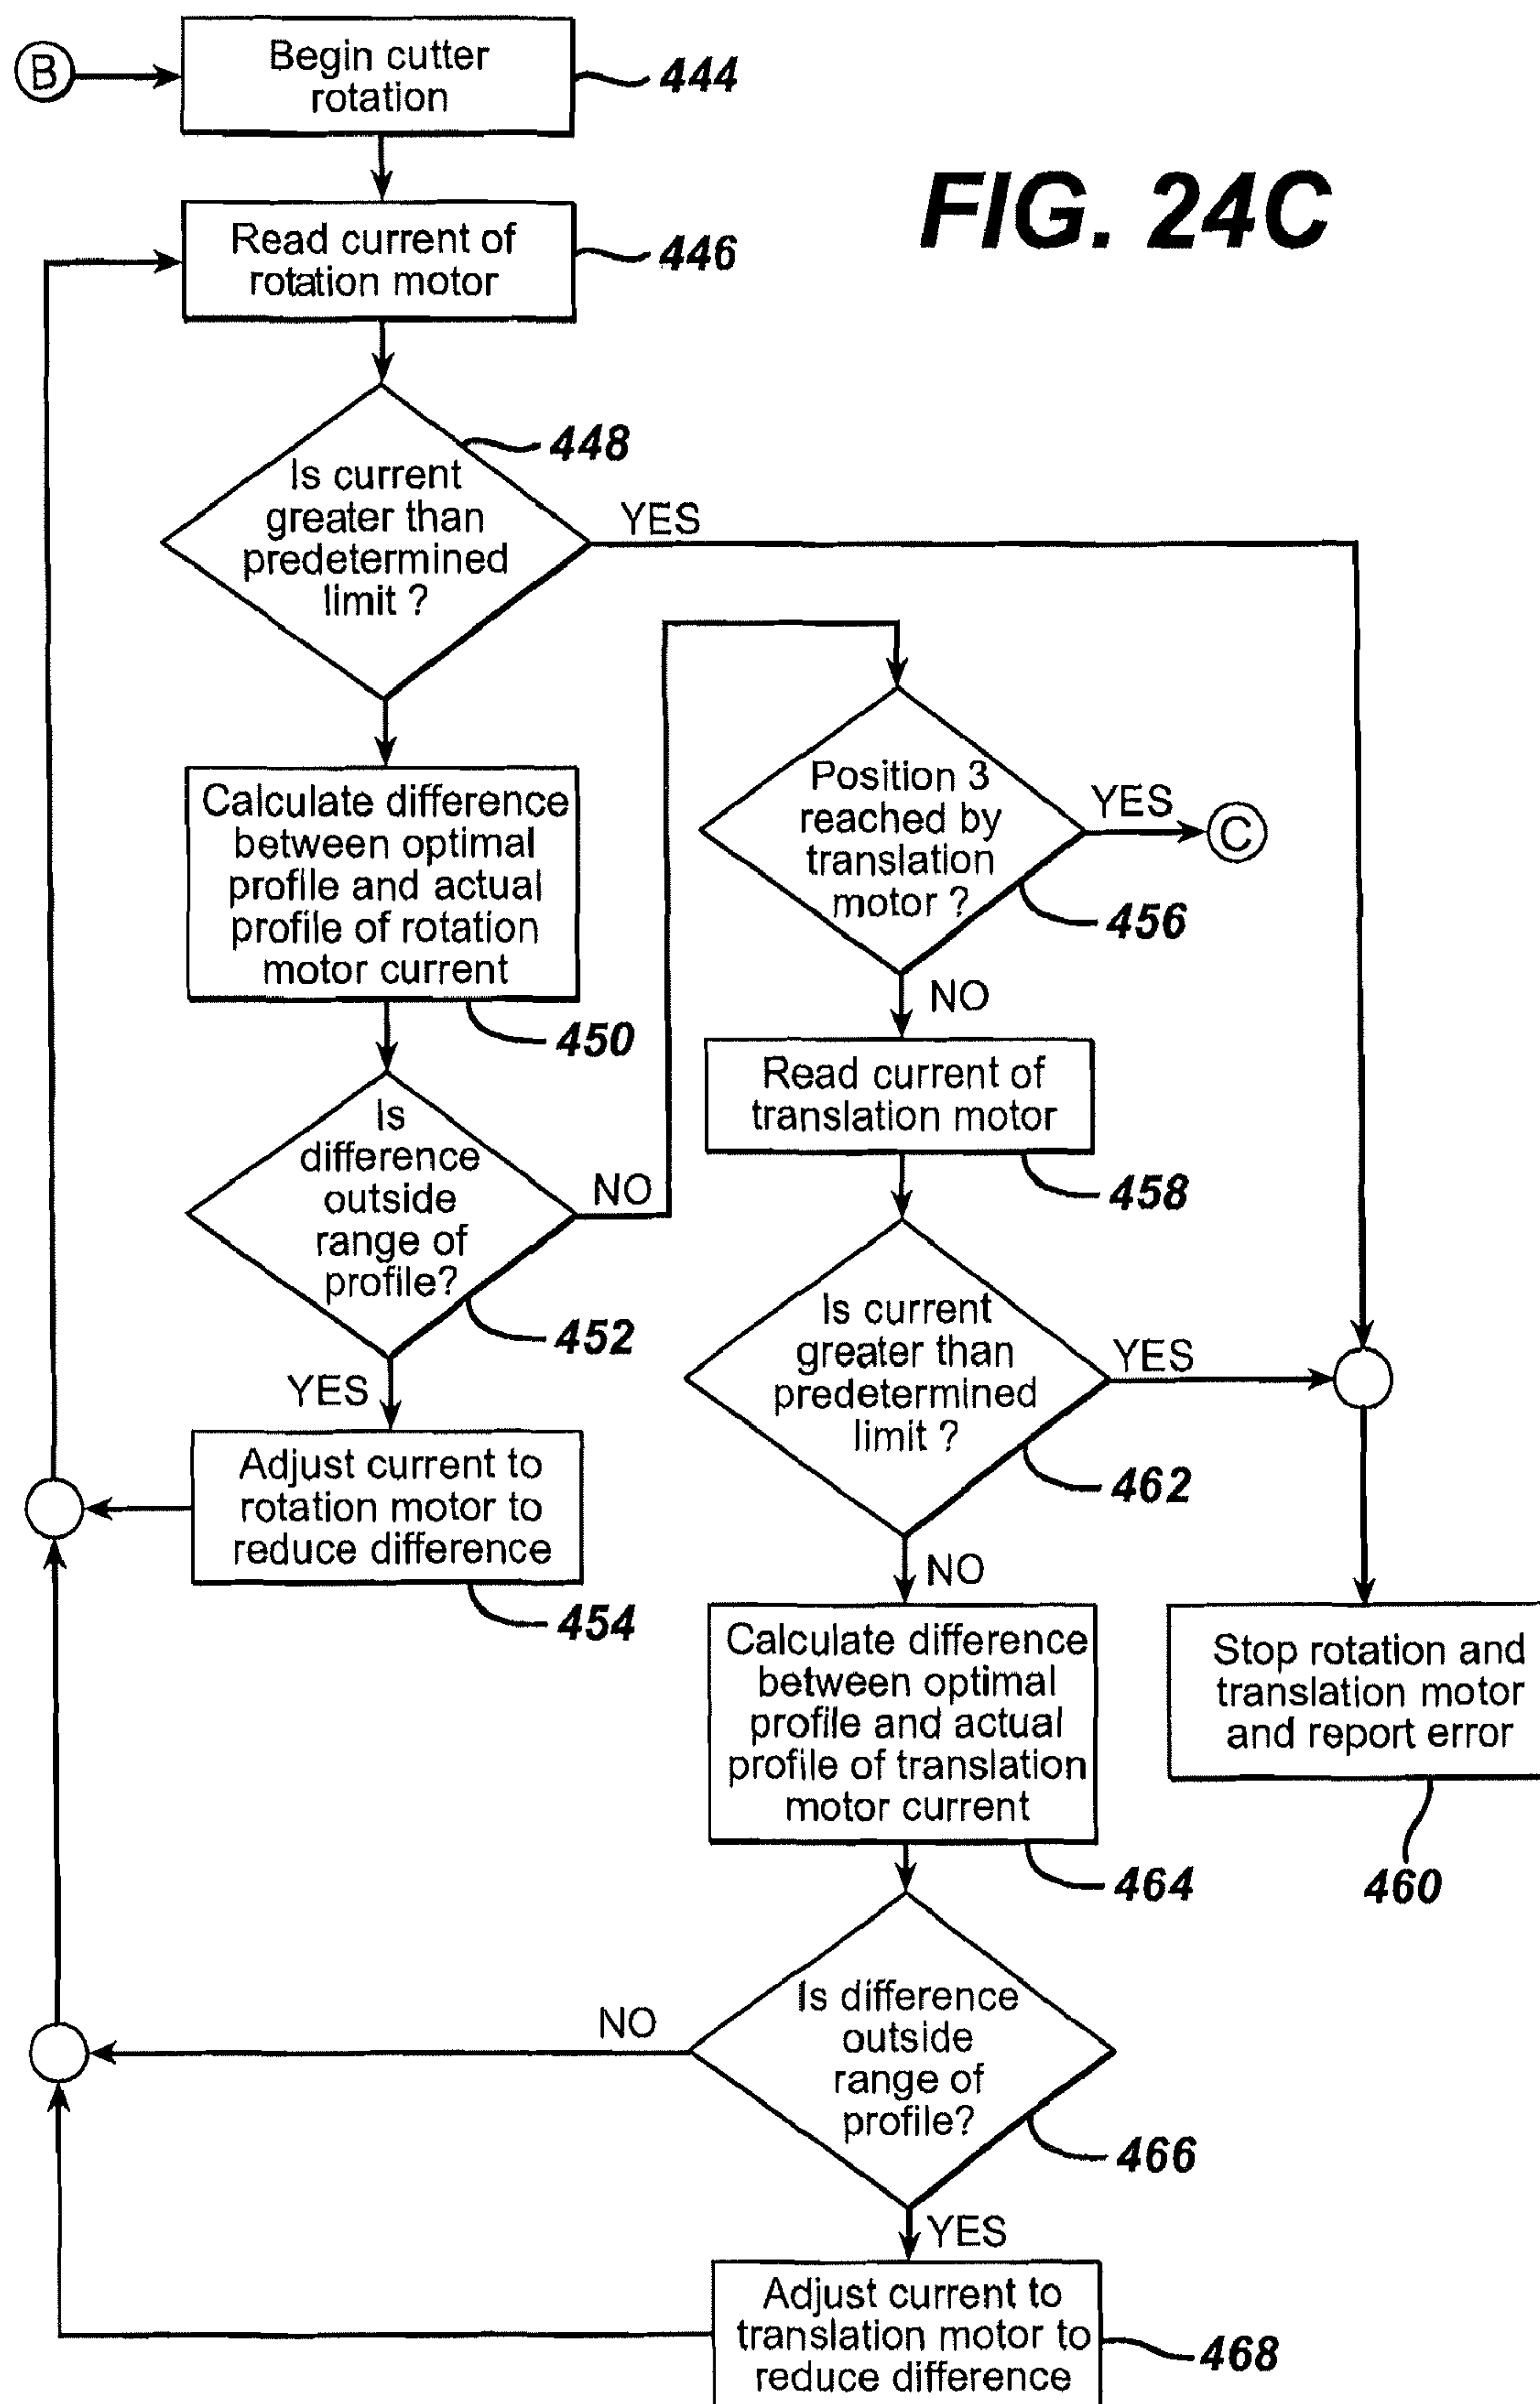 B
Begin cutter
rotation
444
FIG. 24C
Read current of
rotation motor
446
448
Is current
greater than
predetermined
limit ?
YES
Calculate difference
between optimal
profile and actual
profile of rotation
motor current
450
Is
difference
outside
range of
profile?
NO
452
YES
Adjust current to
rotation motor to
reduce difference
454
Position 3
reached by
translation
motor ?
YES
C
456
NO
Read current of
translation motor
458
Is current
greater than
predetermined
limit ?
YES
462
NO
Calculate difference
between optimal
profile and actual
profile of translation
motor current
464
Stop rotation and
translation motor
and report error
460
Is difference
outside
range of
profile?
NO
466
YES
Adjust current to
translation motor to
reduce difference
468